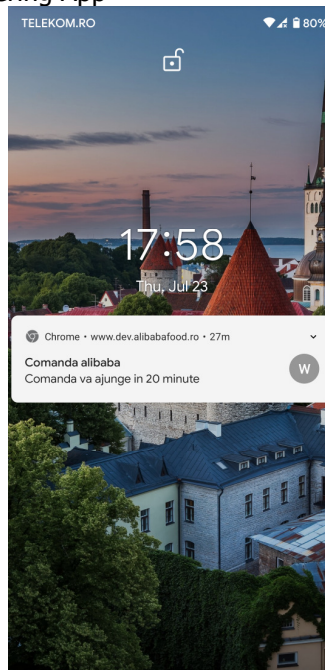 TELEKOM.RO
80%
17:58
Thu, Jul 23
Chrome • www.dev.alibabafood.ro • 27m
Comanda alibaba
W
Comanda va ajunge in 20 minute